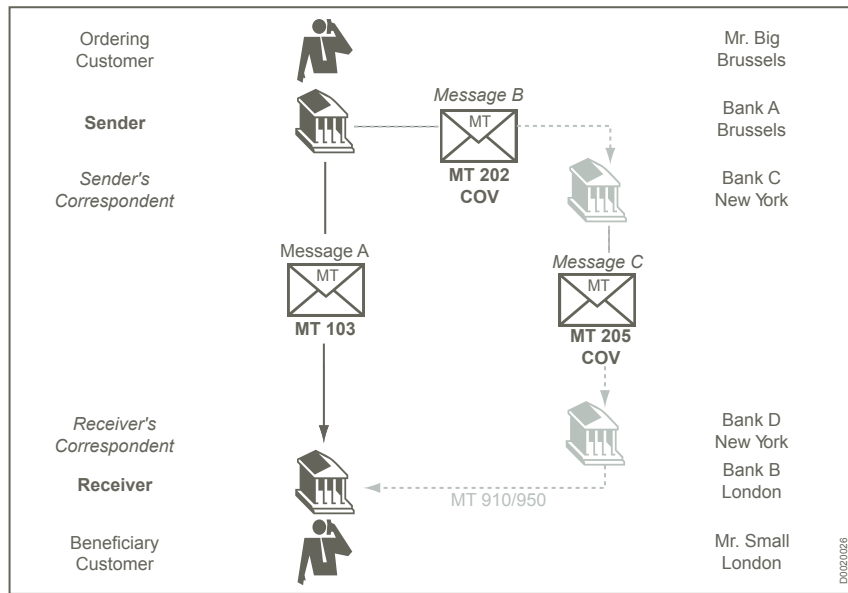 Ordering
Customer
Mr. Big
Brussels
Sender
Message B
MT
MT 202
COV
Bank A
Brussels
Sender's
Correspondent
Bank C
New York
Message A
MT
MT 103
Message C
MT
MT 205
COV
Receiver's
Correspondent
Bank D
New York
Receiver
MT 910/950
Bank B
London
Beneficiary
Customer
Mr. Small
London
D0020026